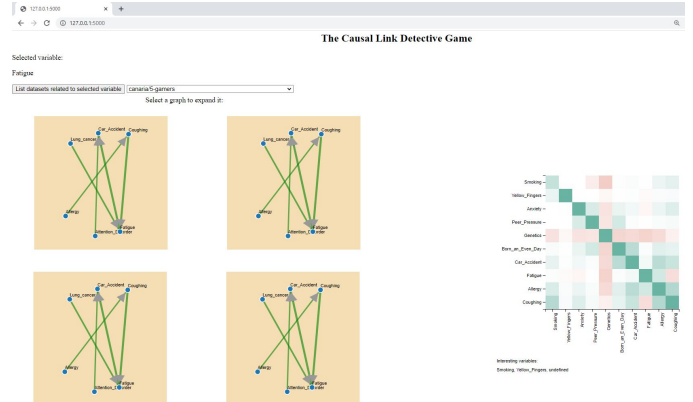 127.0.0.1:5000
127.0.0.1:5000
The Causal Link Detective Game
Selected variable:
Fatigue
List datasets related to selected variable
canaria/5-gamers
Select a graph to expand it:
Car_Accident
Coughing
Lung_cancer
Allergy
Fatigue
Car_Accident
Coughing
Lung_cancer
Allergy
Fatigue
Car_Accident
Coughing
Lung_cancer
Allergy
Fatigue
Car_Accident
Coughing
Lung_cancer
Allergy
Fatigue
Smoking
Yellow_Fingers
Anxiety
Peer_Pressure
Genetics
Born_an_Even_Day
Car_Accident
Fatigue
Allergy
Coughing
Smoking
Yellow_Fingers
Anxiety
Peer_Pressure
Genetics
Born_an_Even_Day
Car_Accident
Fatigue
Allergy
Coughing
Interesting variables:
Smoking, Yellow_Fingers, undefined